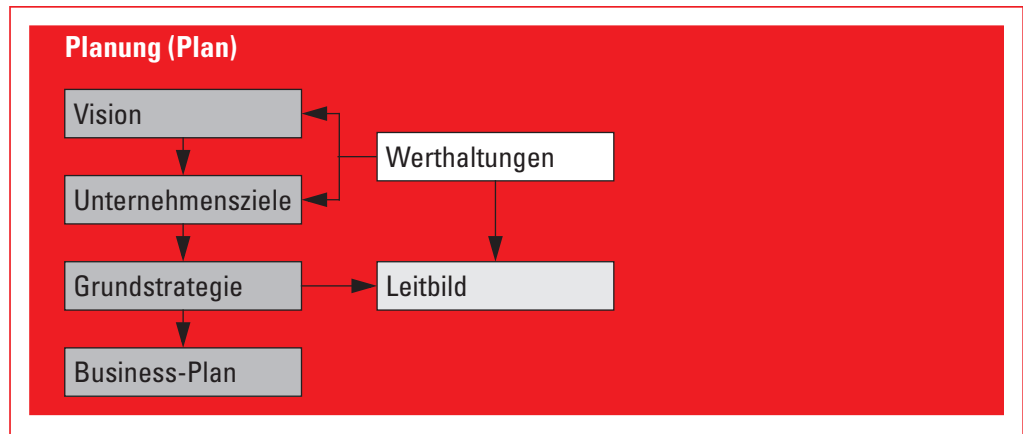 Planung (Plan)
Vision
Werthaltungen
Unternehmensziele
Grundstrategie
Leitbild
Business-Plan